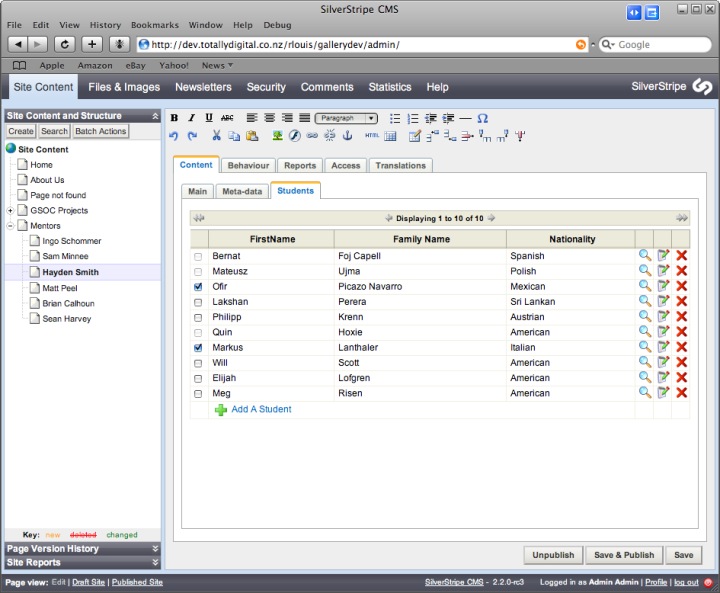 SilverStripe CMS
File Edit View History Bookmarks Window Help Debug
http://dev.totallydigital.co.nz/rlouis/gallerydev/admin/
Google
Apple Amazon eBay Yahoo! News
Site Content Files & Images Newsletters Security Comments Statistics Help SilverStripe
Site Content and Structure
Create Search Batch Actions
Site Content
Home
About Us
Page not found
GSOC Projects
Mentors
Ingo Schommer
Sam Minnee
Hayden Smith
Matt Peel
Brian Calhoun
Sean Harvey
Key: new deleted changed
Page Version History
Site Reports
B I U ABC Paragraph
HTML
Content Behaviour Reports Access Translations
Main Meta-data Students
Displaying 1 to 10 of 10
FirstName Family Name Nationality
Bernat Foj Capell Spanish
Mateusz Ujma Polish
Ofir Picazo Navarro Mexican
Lakshan Perera Sri Lankan
Philipp Krenn Austrian
Quin Hoxie American
Markus Lanthaler Italian
Will Scott American
Elijah Lofgren American
Meg Risen American
Add A Student
Unpublish Save & Publish Save
Page view: Edit | Draft Site | Published Site
SilverStripe CMS - 2.2.0-rc3 Logged in as Admin Admin | Profile | log out